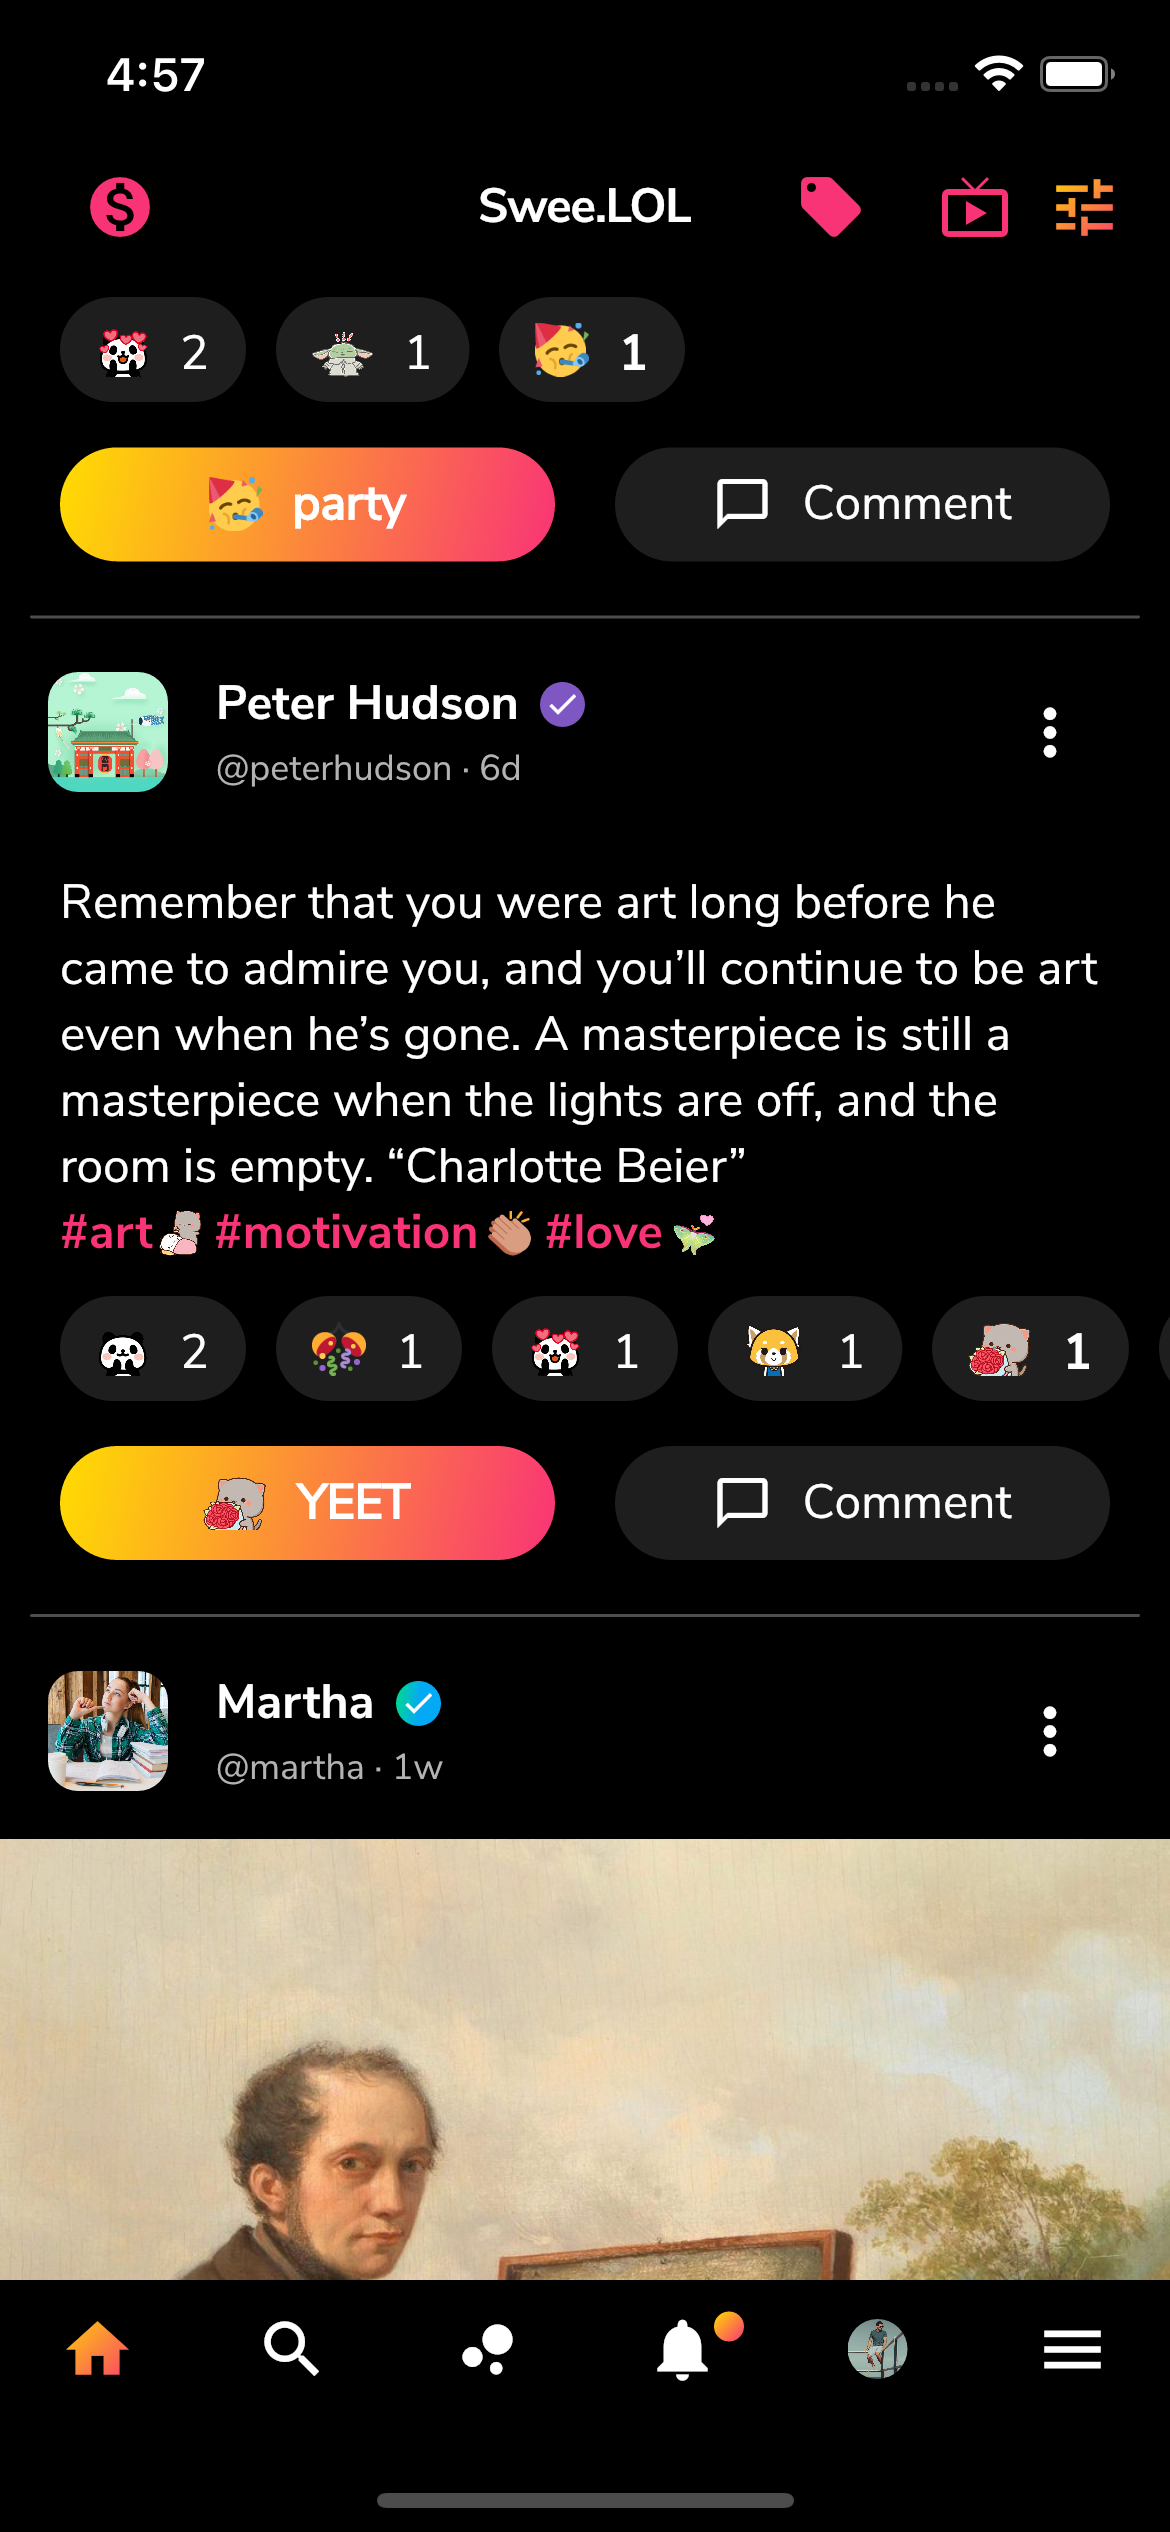 4:57
Swee.LOL
2 1 1
party Comment
Peter Hudson
@peterhudson · 6d
Remember that you were art long before he
came to admire you, and you’ll continue to be art
even when he’s gone. A masterpiece is still a
masterpiece when the lights are off, and the
room is empty. “Charlotte Beier”
#art #motivation #love
2 1 1 1 1
YEET Comment
Martha
@martha · 1w